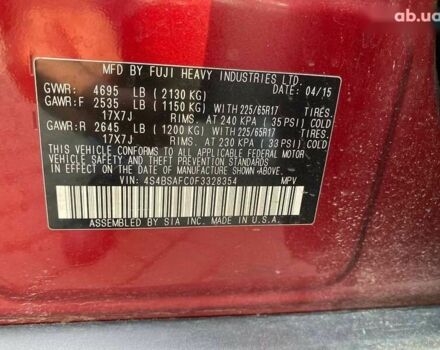 ab.ua
MFD BY FUJI HEAVY INDUSTRIES LTD.
GVWR: 4695 LB (2130 KG) DATE: 04/15
GAWR:F 2535 LB (1150 KG) WITH 225/65R17 TIRES,
17X7J RIMS, AT 240 KPA (35 PSI) COLD
GAWR:R 2645 LB (1200 KG) WITH 225/65R17 TIRES,
17X7J RIMS, AT 230 KPA (33 PSI) COLD
THIS VEHICLE CONFORMS TO ALL APPLICABLE FEDERAL MOTOR
VEHICLE SAFETY AND THEFT PREVENTION STANDARDS IN
EFFECT ON THE DATE OF MANUFACTURE SHOWN ABOVE.
VIN: 4S4BSAFC0F3328354 MPV
ASSEMBLED BY SIA INC. MADE IN U.S.A.